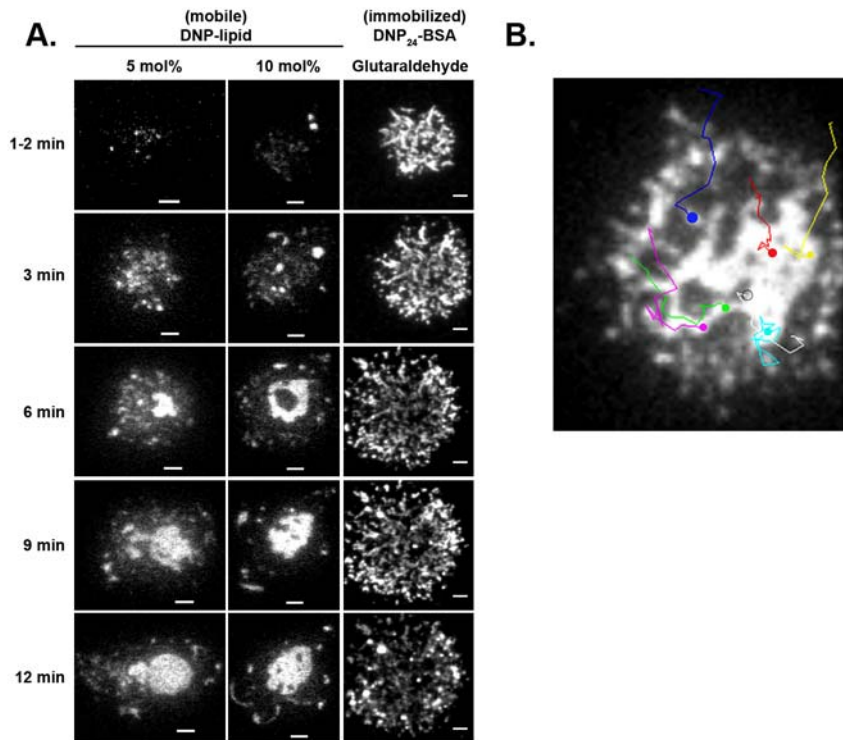 A.
(mobile)
DNP-lipid
(immobilized)
DNP₂₄-BSA
B.
5 mol%
10 mol%
Glutaraldehyde
1-2 min
3 min
6 min
9 min
12 min